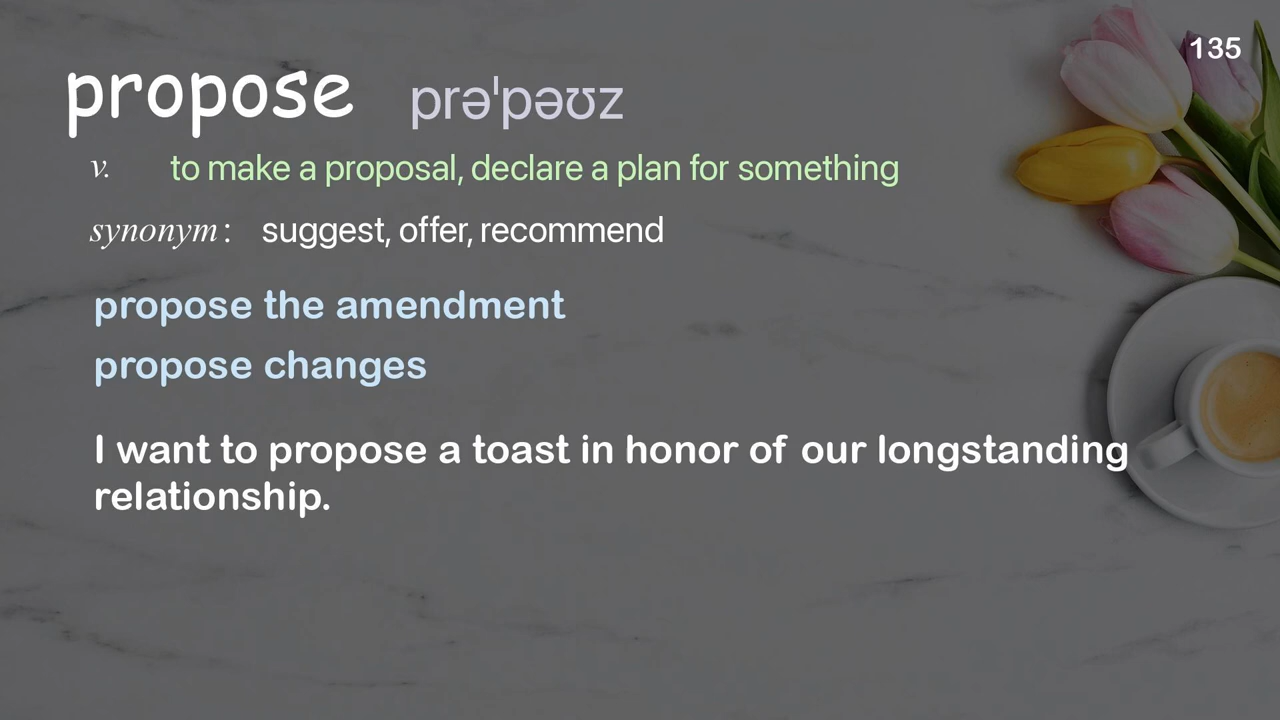 135
propose prəˈpəʊz
v. to make a proposal, declare a plan for something
synonym: suggest, offer, recommend
propose the amendment
propose changes
I want to propose a toast in honor of our longstanding
relationship.